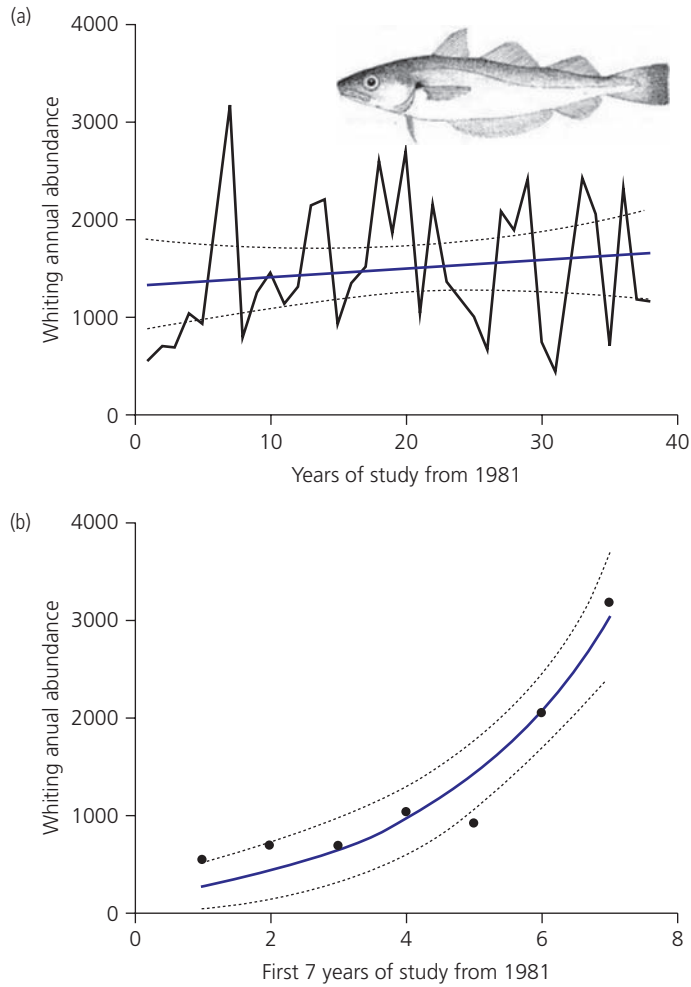 (a)
4000
3000
2000
1000
0
Whiting annual abundance
0 10 20 30 40
Years of study from 1981
(b)
4000
3000
2000
1000
0
Whiting anual abundance
0 2 4 6 8
First 7 years of study from 1981